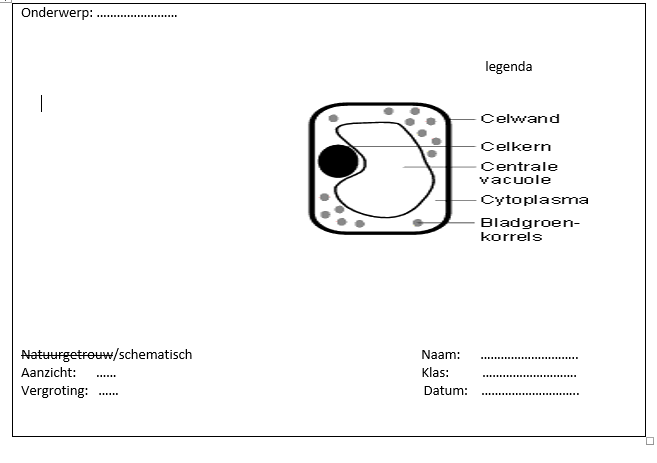 Onderwerp: ........................
legenda
Celwand
Celkern
Centrale
vacuole
Cytoplasma
Bladgroen-
korrels
Natuurgetrouw/schematisch
Aanzicht: ......
Vergroting: ......
Naam: .............................
Klas: ............................
Datum: .............................